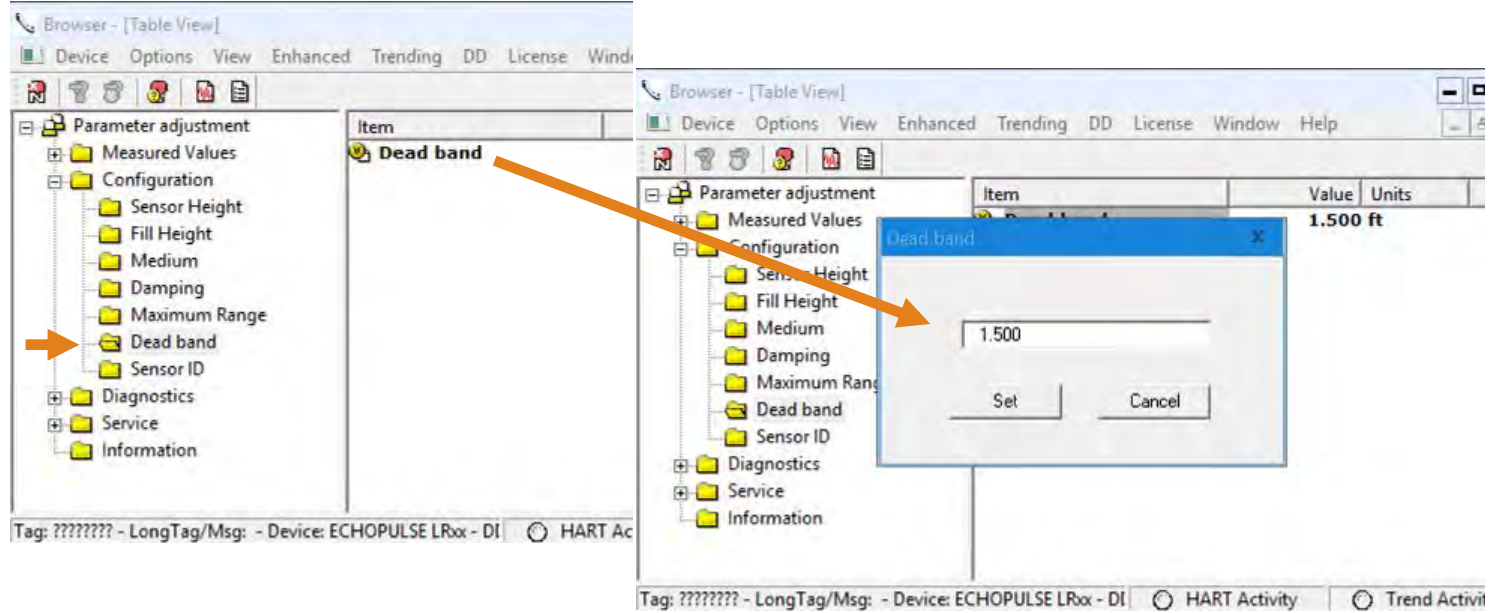 Browser - [Table View]
Device Options View Enhanced Trending DD License
Item
Parameter adjustment
Dead band
Measured Values
Configuration
Sensor Height
Fill Height
Medium
Damping
Maximum Range
Dead band
Sensor ID
Diagnostics
Service
Information
Tag: ???????? - LongTag/Msg: - Device: ECHOPULSE LRxx - DI HART Ac
Browser - [Table View]
Device Options View Enhanced Trending DD License Window Help
Item Value Units
1.500 ft
Parameter adjustment
Measured Values
Configuration
Sensor Height
Fill Height
Medium
Damping
Maximum Rang
Dead band
Sensor ID
Diagnostics
Service
Information
Dead band
1.500
Set Cancel
Tag: ???????? - LongTag/Msg: - Device: ECHOPULSE LRxx - DI HART Activity Trend Activit